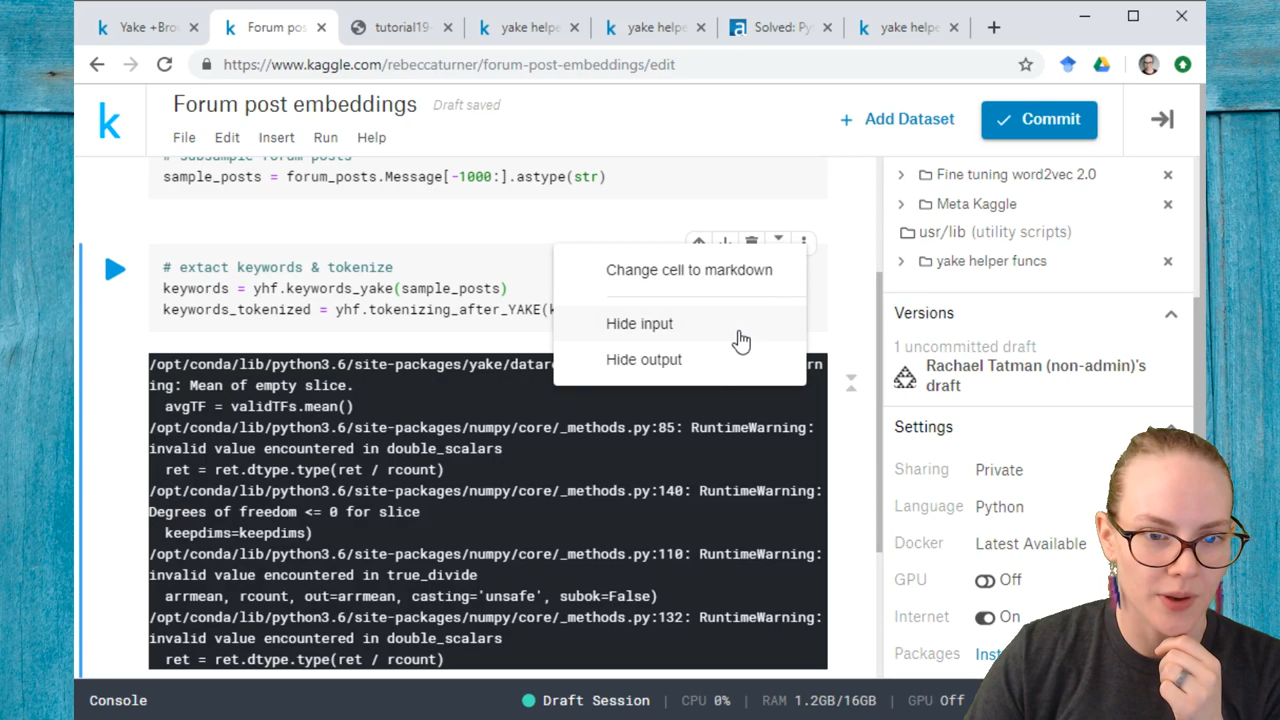 Yake +Bro
Forum pos
tutorial19-
yake helpe
yake helpe
Solved: Py
yake helpe
https://www.kaggle.com/rebeccaturner/forum-post-embeddings/edit
Forum post embeddings
Draft saved
File Edit Insert Run Help
+ Add Dataset
Commit
# subsample forum posts
sample_posts = forum_posts.Message[-1000:].astype(str)
# extact keywords & tokenize
keywords = yhf.keywords_yake(sample_posts)
keywords_tokenized = yhf.tokenizing_after_YAKE(k
Change cell to markdown
Hide input
Hide output
/opt/conda/lib/python3.6/site-packages/yake/datare rn
ing: Mean of empty slice.
avgTF = validTFs.mean()
/opt/conda/lib/python3.6/site-packages/numpy/core/_methods.py:85: RuntimeWarning:
invalid value encountered in double_scalars
ret = ret.dtype.type(ret / rcount)
/opt/conda/lib/python3.6/site-packages/numpy/core/_methods.py:140: RuntimeWarning:
Degrees of freedom <= 0 for slice
keepdims=keepdims)
/opt/conda/lib/python3.6/site-packages/numpy/core/_methods.py:110: RuntimeWarning:
invalid value encountered in true_divide
arrmean, rcount, out=arrmean, casting='unsafe', subok=False)
/opt/conda/lib/python3.6/site-packages/numpy/core/_methods.py:132: RuntimeWarning:
invalid value encountered in double_scalars
ret = ret.dtype.type(ret / rcount)
Fine tuning word2vec 2.0
Meta Kaggle
usr/lib (utility scripts)
yake helper funcs
Versions
1 uncommitted draft
Rachael Tatman (non-admin)'s
draft
Settings
Sharing Private
Language Python
Docker Latest Available
GPU Off
Internet On
Packages Inst
Console
Draft Session | CPU 0% | RAM 1.2GB/16GB | GPU Off